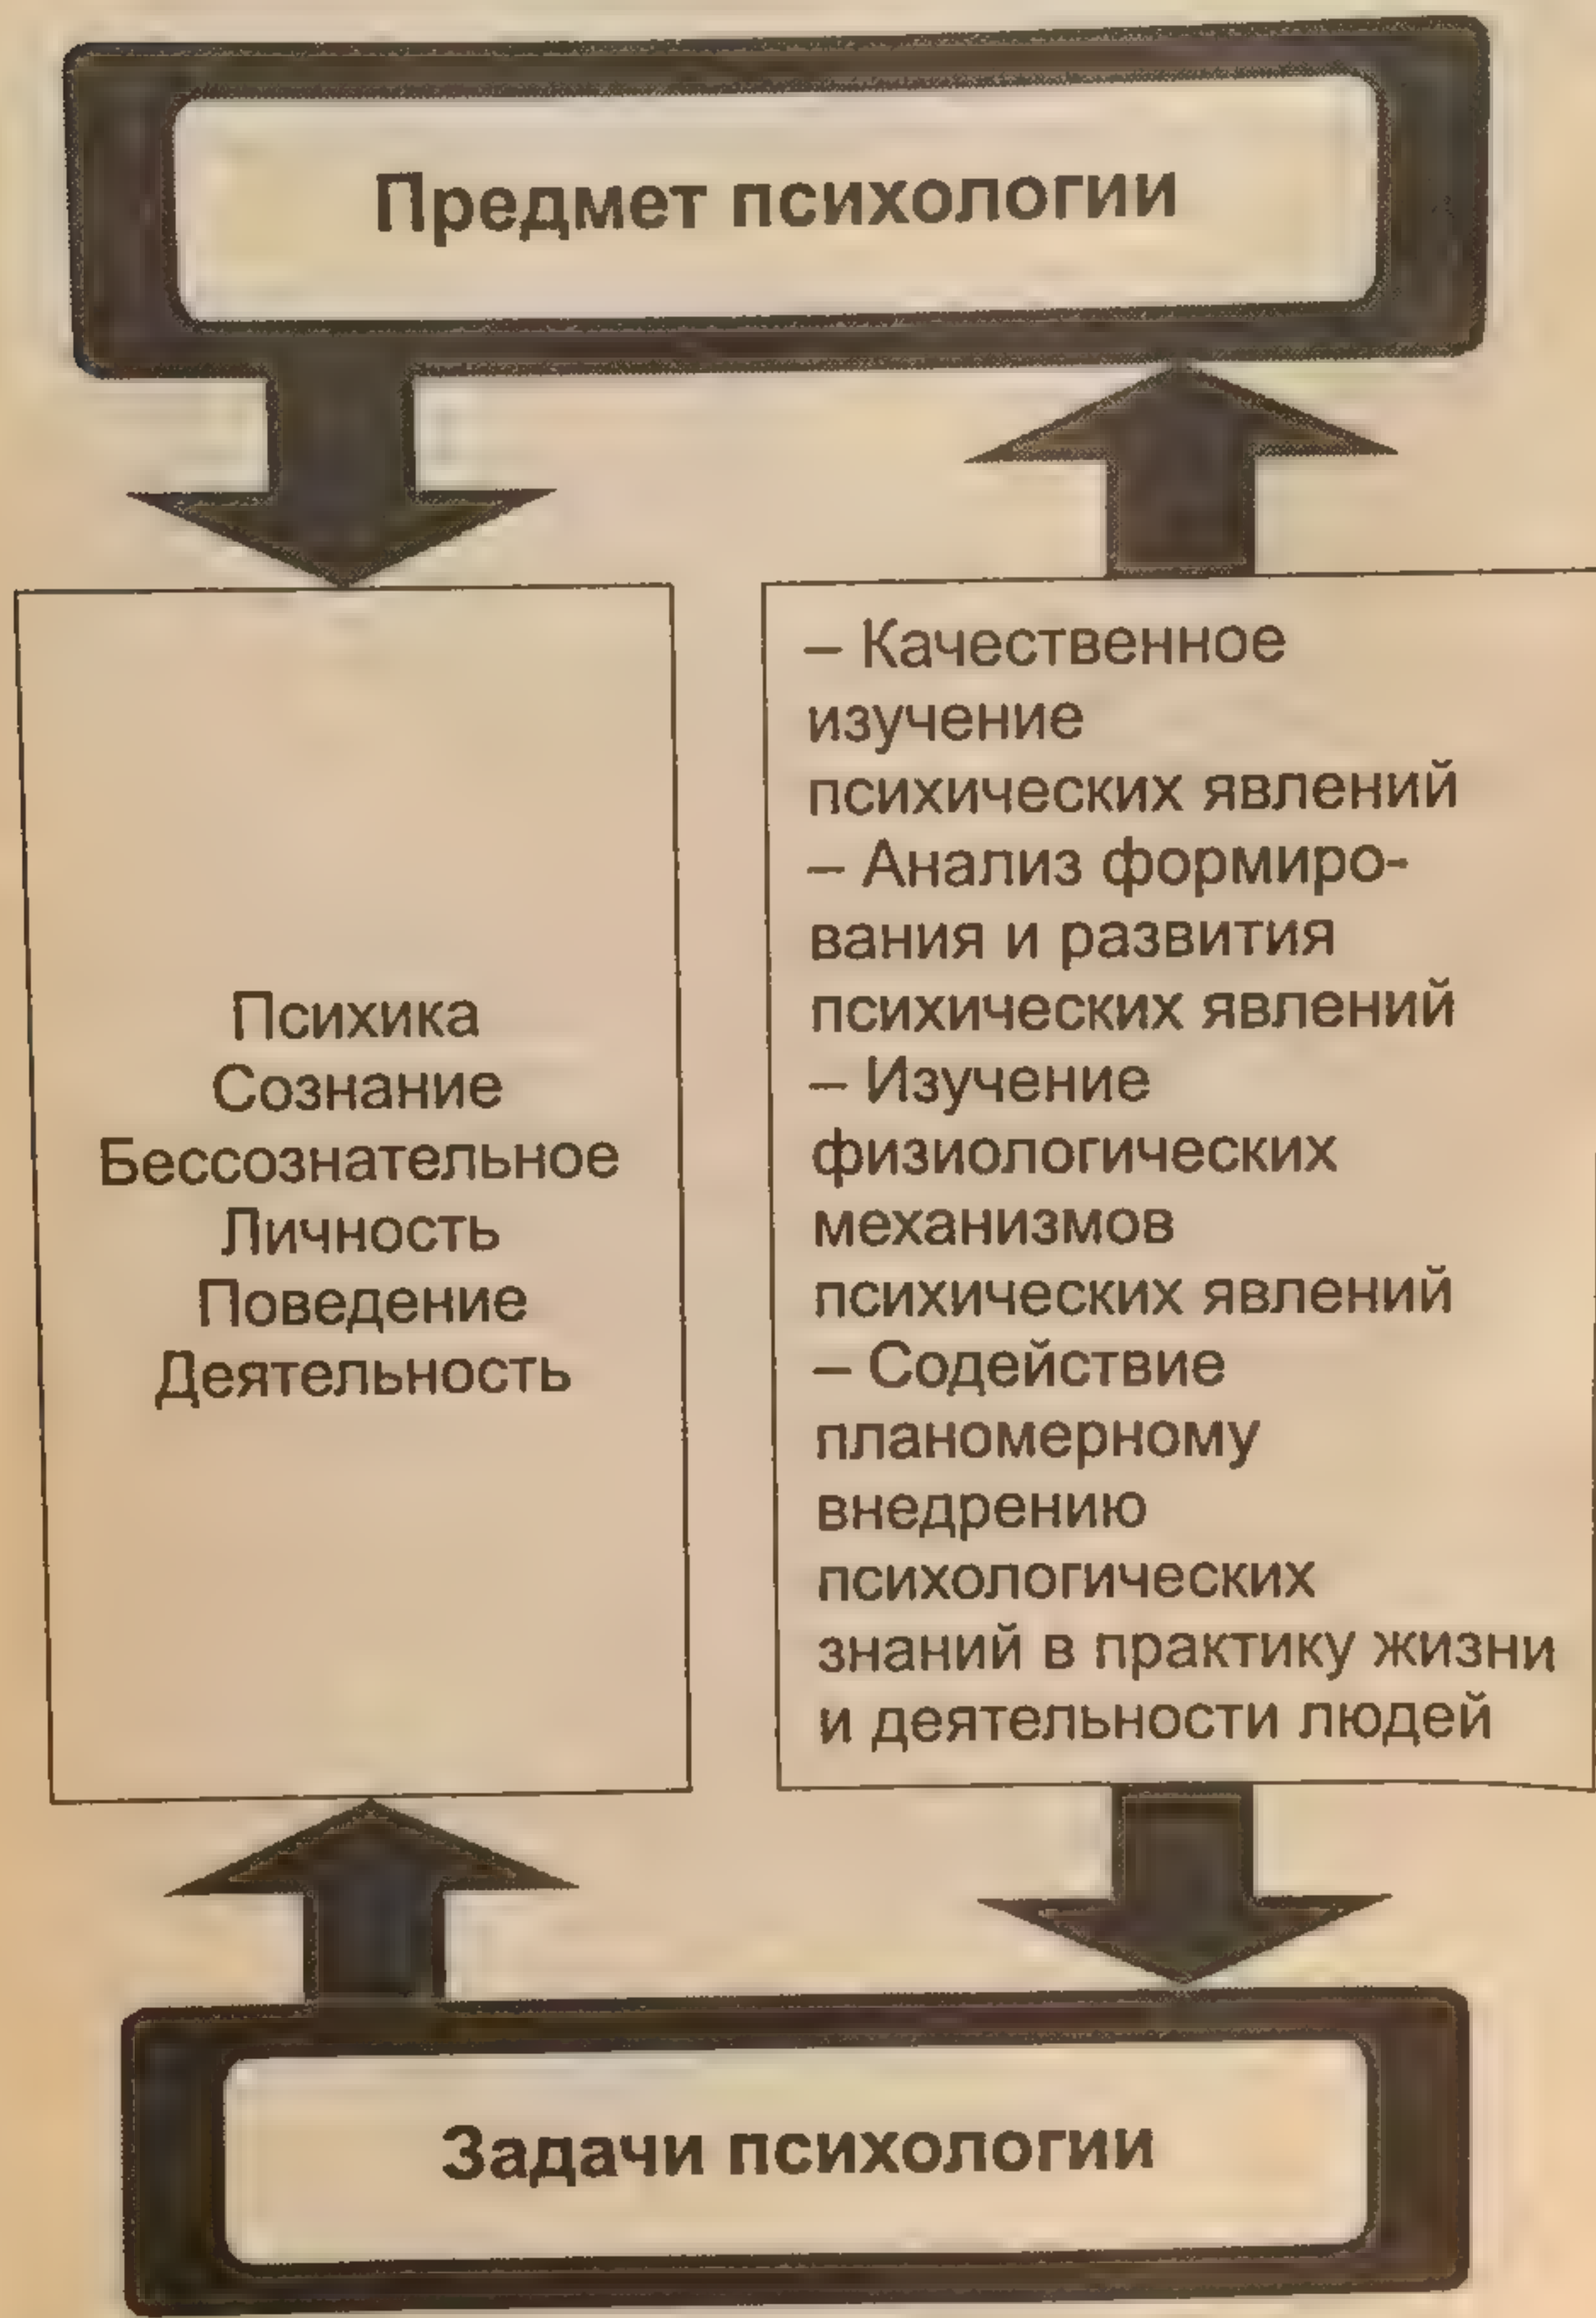 Предмет психологии
Психика
Сознание
Бессознательное
Личность
Поведение
Деятельность
– Качественное
изучение
психических явлений
– Анализ формиро-
вания и развития
психических явлений
– Изучение
физиологических
механизмов
психических явлений
– Содействие
планомерному
внедрению
психологических
знаний в практику жизни
и деятельности людей
Задачи психологии